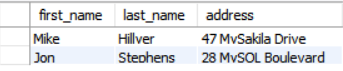 first_name last_name address
Mike Hillyer 47 MySakila Drive
Jon Stephens 28 MySQL Boulevard